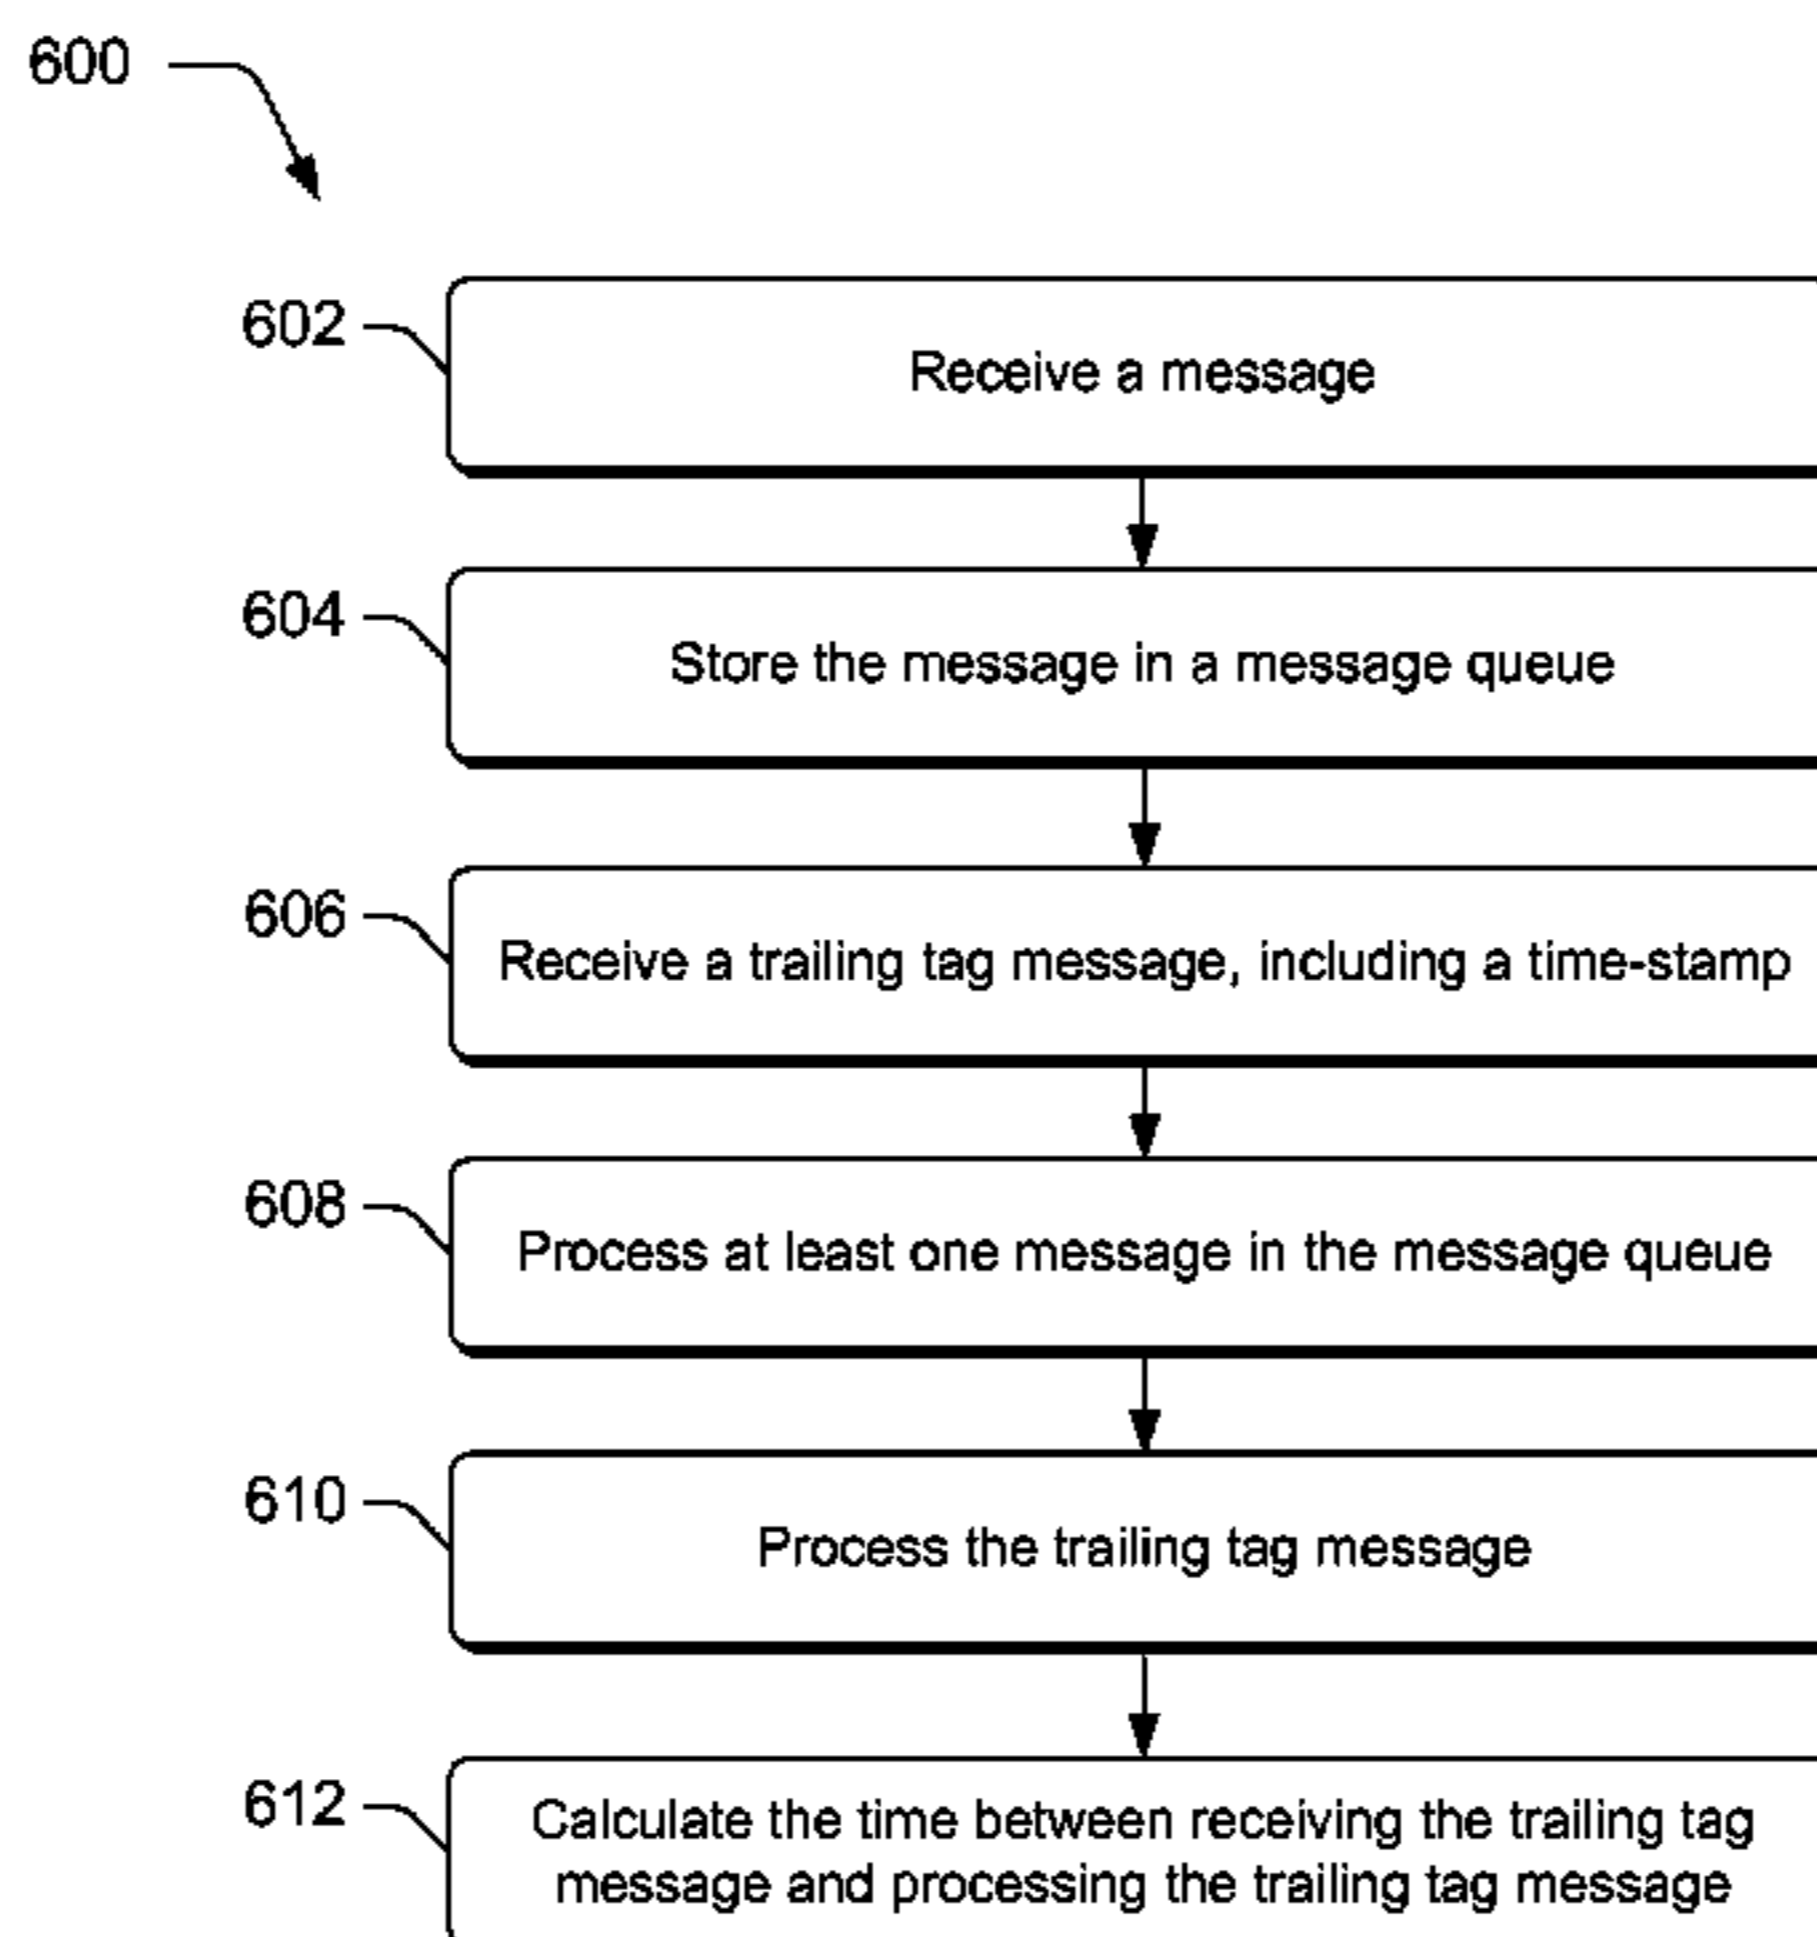 600
602
Receive a message
604
Store the message in a message queue
606
Receive a trailing tag message, including a time-stamp
608
Process at least one message in the message queue
610
Process the trailing tag message
612
Calculate the time between receiving the trailing tag
message and processing the trailing tag message